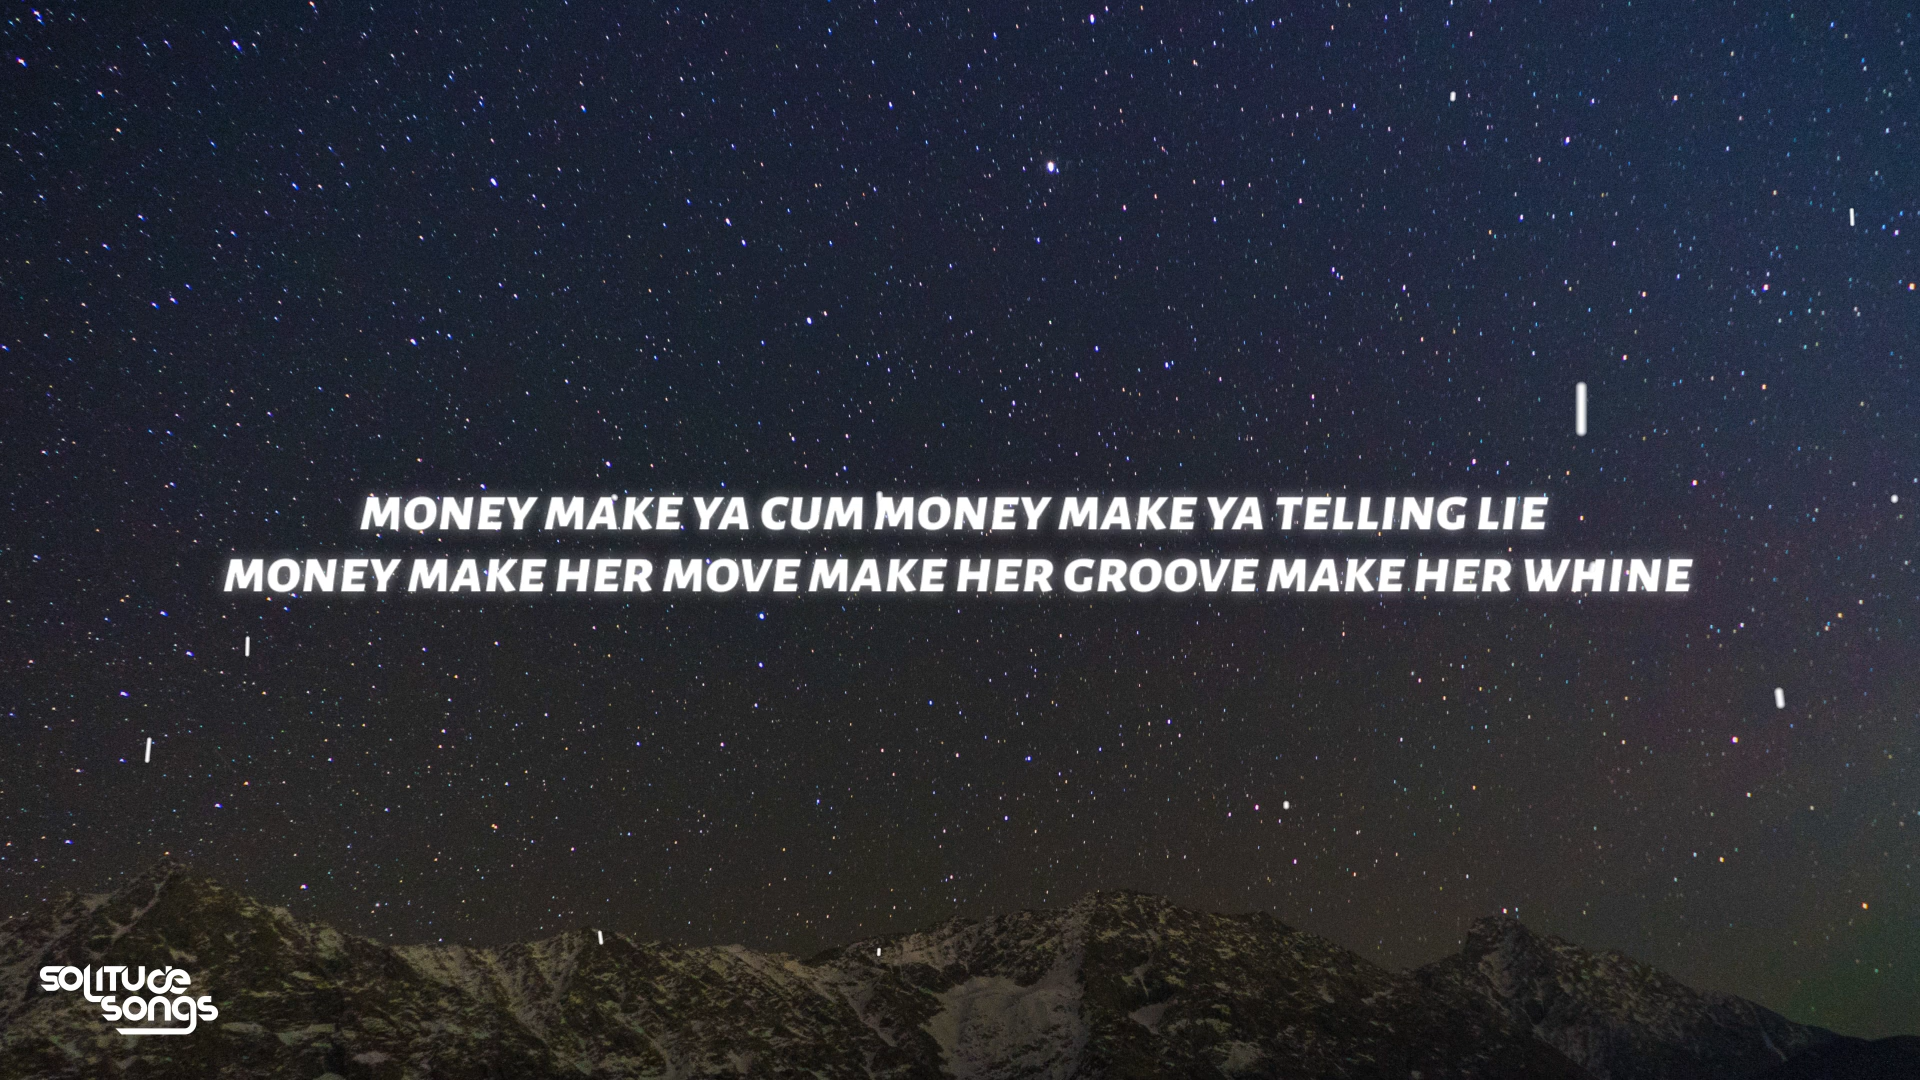 MONEY MAKE YA CUM MONEY MAKE YA TELLING LIE
MONEY MAKE HER MOVE MAKE HER GROOVE MAKE HER WHINE
SOLITUDE
SONGS